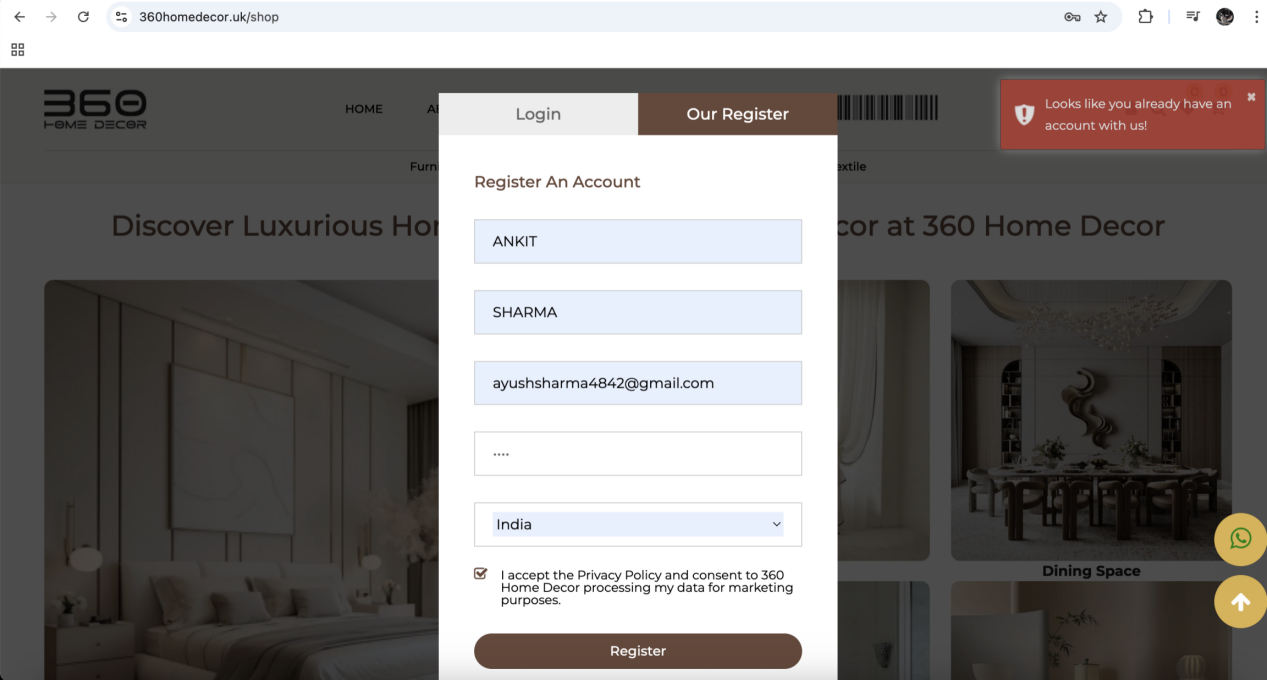 360homedecor.uk/shop
360
HOME DECOR
HOME
Looks like you already have an
account with us!
Login
Our Register
Register An Account
Discover Luxurious
cor at 360 Home Decor
ANKIT
SHARMA
ayushsharma4842@gmail.com
India
I accept the Privacy Policy and consent to 360
Home Decor processing my data for marketing
purposes.
Dining Space
Register